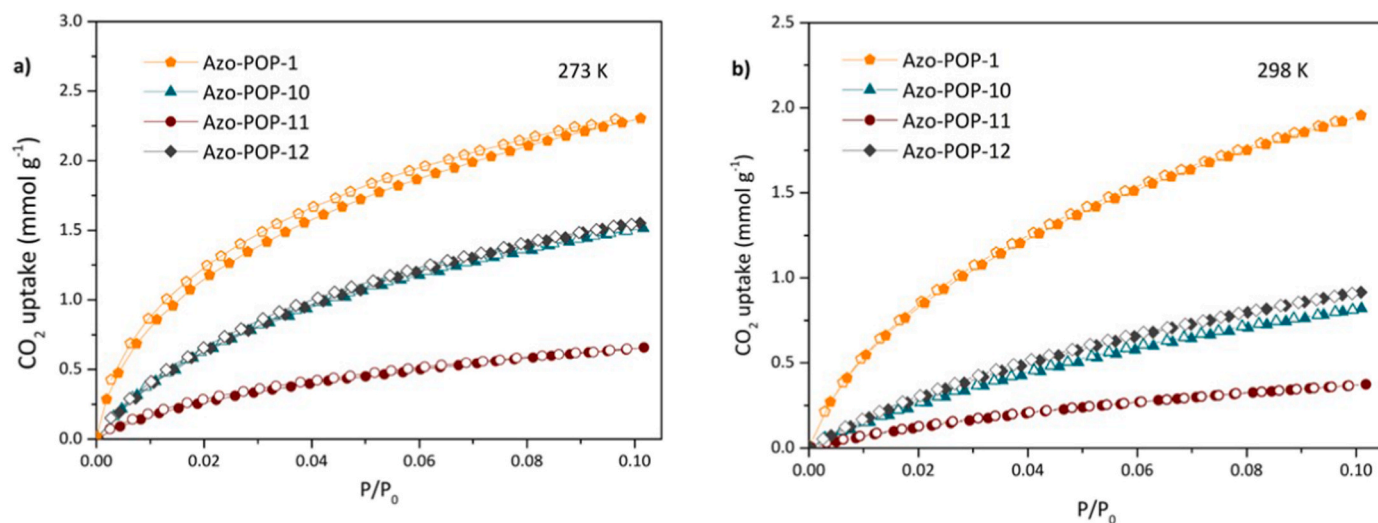 a)
Azo-POP-1
Azo-POP-10
Azo-POP-11
Azo-POP-12
273 K
CO₂ uptake (mmol g⁻¹)
3.0
2.5
2.0
1.5
1.0
0.5
0.0
0.00 0.02 0.04 0.06 0.08 0.10
P/P₀
b)
Azo-POP-1
Azo-POP-10
Azo-POP-11
Azo-POP-12
298 K
CO₂ uptake (mmol g⁻¹)
2.5
2.0
1.5
1.0
0.5
0.0
0.00 0.02 0.04 0.06 0.08 0.10
P/P₀